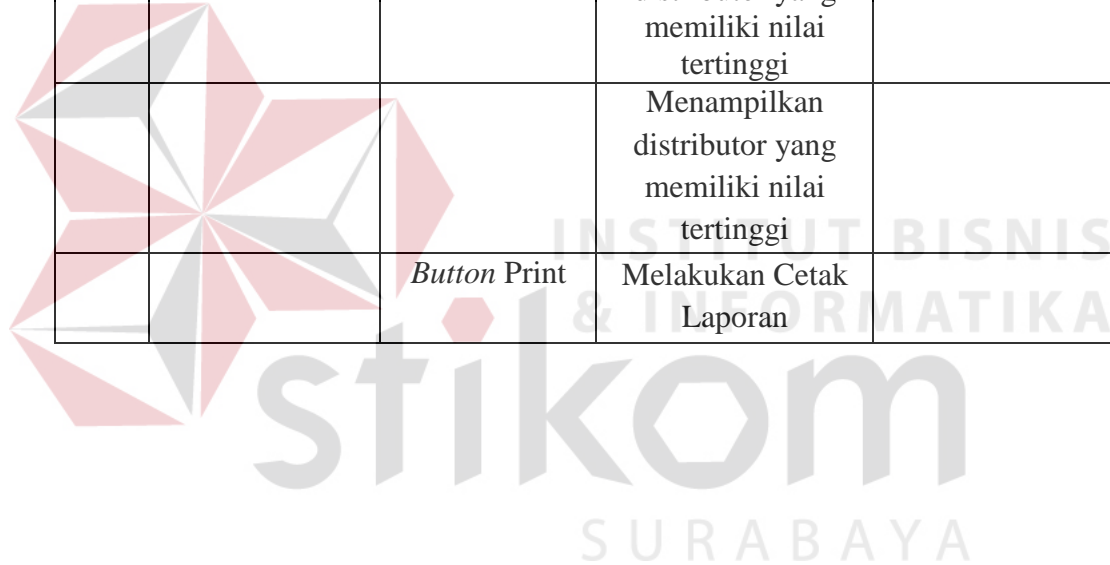 memiliki nilai
tertinggi
Menampilkan
distributor yang
memiliki nilai
tertinggi
Button Print
Melakukan Cetak
Laporan
INSTITUT BISNIS
& INFORMATIKA
stikom
SURABAYA